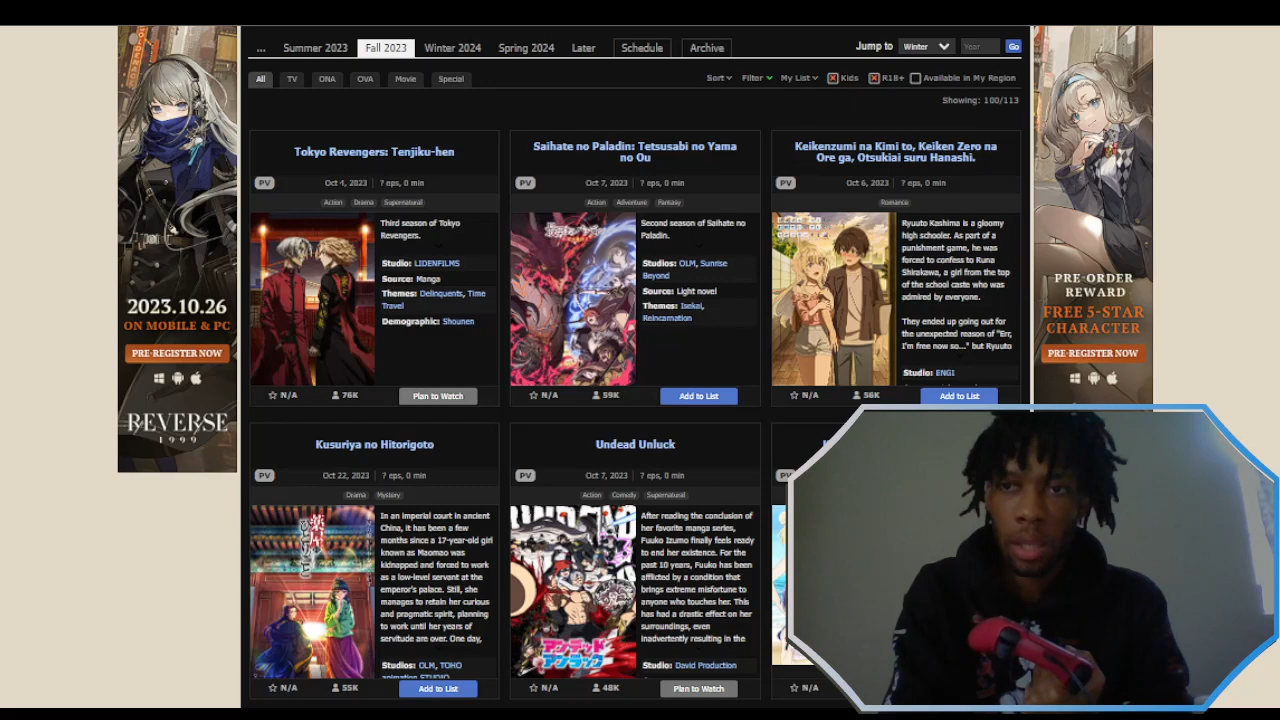 ...
Summer 2023
Fall 2023
Winter 2024
Spring 2024
Later
Schedule
Archive
Jump to
Winter
Year
Go
All
TV
ONA
OVA
Movie
Special
Sort
Filter
My List
Kids
R18+
Available in My Region
Showing: 100/113
Tokyo Revengers: Tenjiku-hen
PV
Oct 4, 2023
? eps, 0 min
Action
Drama
Supernatural
Third season of Tokyo
Revengers.
Studio: LIDENFILMS
Source: Manga
Themes: Delinquents, Time
Travel
Demographic: Shounen
N/A
76K
Plan to Watch
Saihate no Paladin: Tetsusabi no Yama
no Ou
PV
Oct 7, 2023
? eps, 0 min
Action
Adventure
Fantasy
Second season of Saihate no
Paladin.
Studios: OLM, Sunrise
Beyond
Source: Light novel
Themes: Isekai,
Reincarnation
N/A
59K
Add to List
Keikenzumi na Kimi to, Keiken Zero na
Ore ga, Otsukiai suru Hanashi.
PV
Oct 6, 2023
? eps, 0 min
Romance
Ryuuto Kashima is a gloomy
high schooler. As part of a
punishment game, he was
forced to confess to Runa
Shirakawa, a girl from the top
of the school caste who was
admired by everyone.
They ended up going out for
the unexpected reason of "Err,
I'm free now so..." but Ryuuto
Studio: ENGI
N/A
56K
Add to List
Kusuriya no Hitorigoto
PV
Oct 22, 2023
? eps, 0 min
Drama
Mystery
In an imperial court in ancient
China, it has been a few
months since a 17-year-old girl
known as Maomao was
kidnapped and forced to work
as a low-level servant at the
emperor's palace. Still, she
manages to retain her curious
and pragmatic spirit, planning
to work until her years of
servitude are over. One day,
Studios: OLM, TOHO
animation STUDIO
N/A
55K
Add to List
Undead Unluck
PV
Oct 7, 2023
? eps, 0 min
Action
Comedy
Supernatural
After reading the conclusion of
her favorite manga series,
Fuuko Izumo finally feels ready
to end her existence. For the
past 10 years, Fuuko has been
afflicted by a condition that
brings extreme misfortune to
anyone who touches her. This
has had a drastic effect on her
surroundings, even
inadvertently resulting in the
アンデッド
アンラック
Studio: David Production
N/A
48K
Plan to Watch
PV
N/A
2023.10.26
ON MOBILE & PC
PRE-REGISTER NOW
REVERSE
1999
PRE-ORDER
REWARD
FREE 5-STAR
CHARACTER
PRE-REGISTER NOW